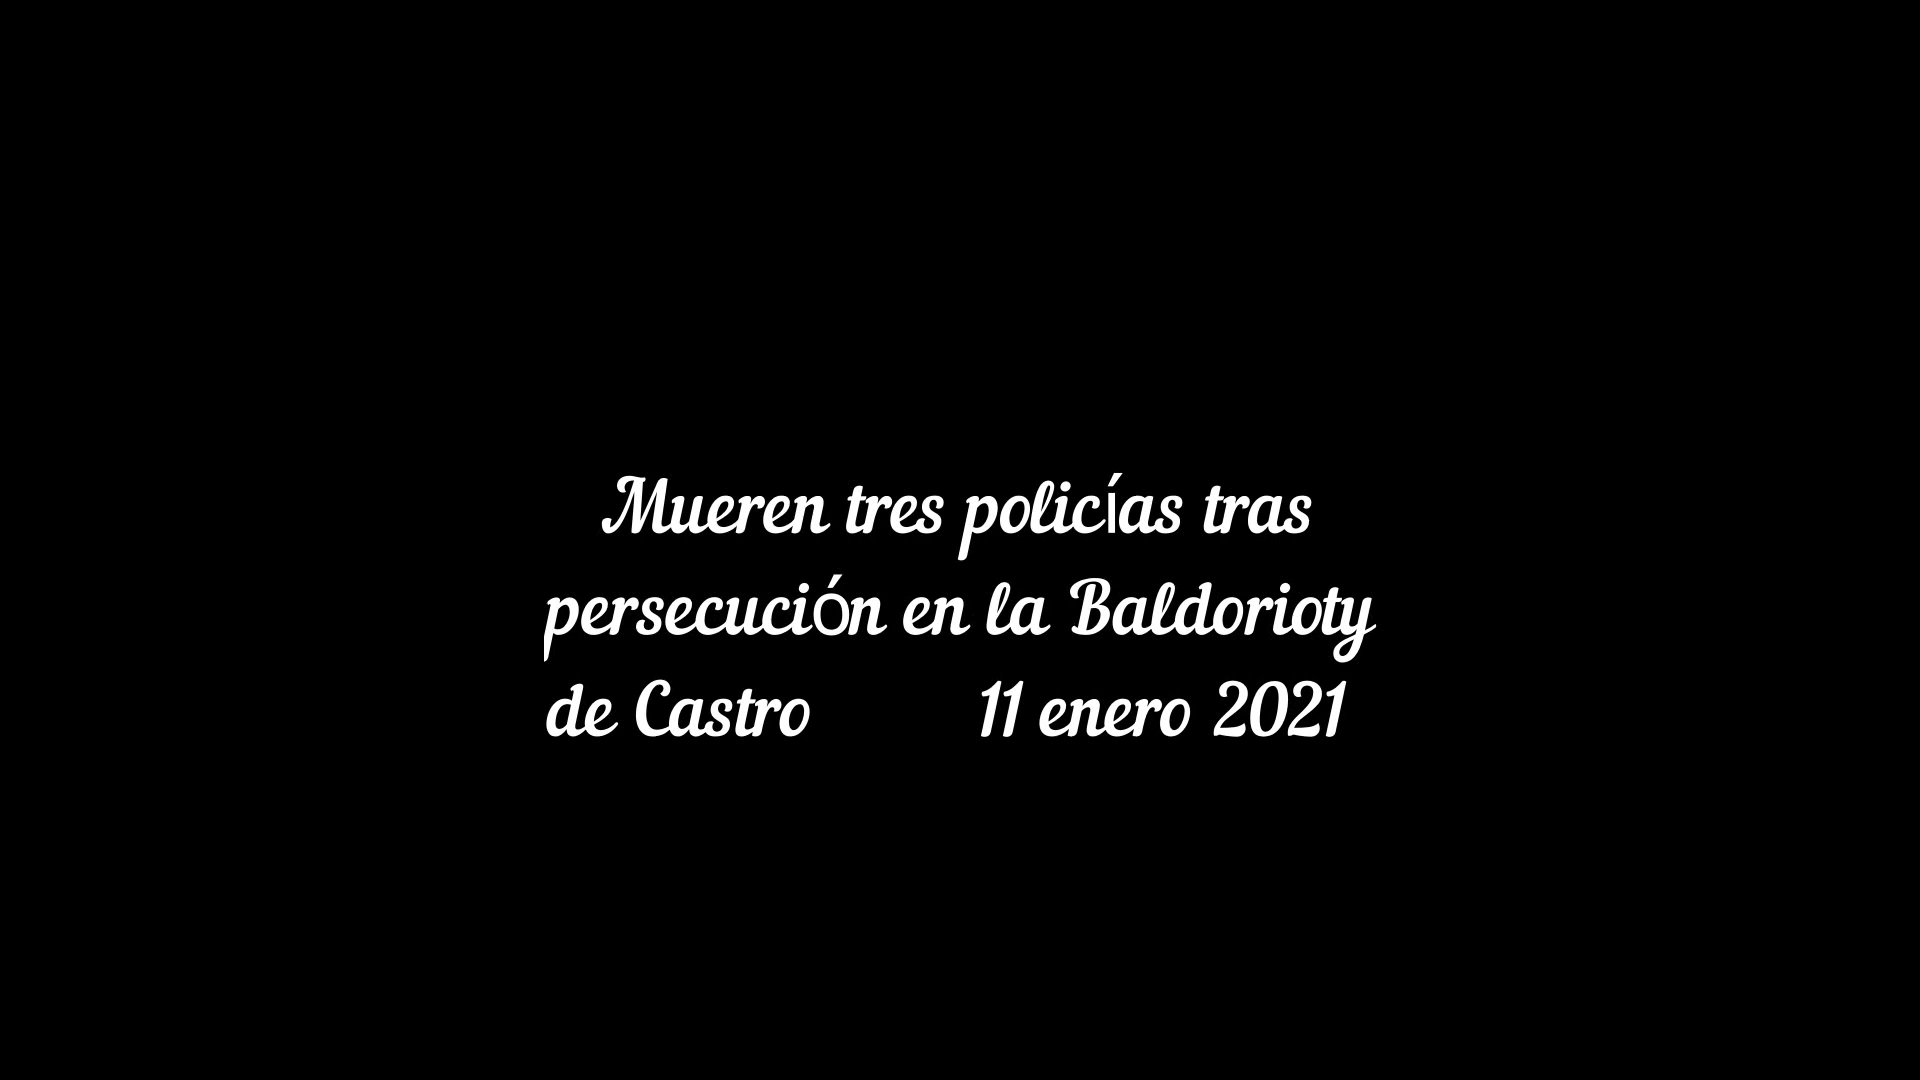 Mueren tres policías tras
persecución en la Baldorioty
de Castro 11 enero 2021